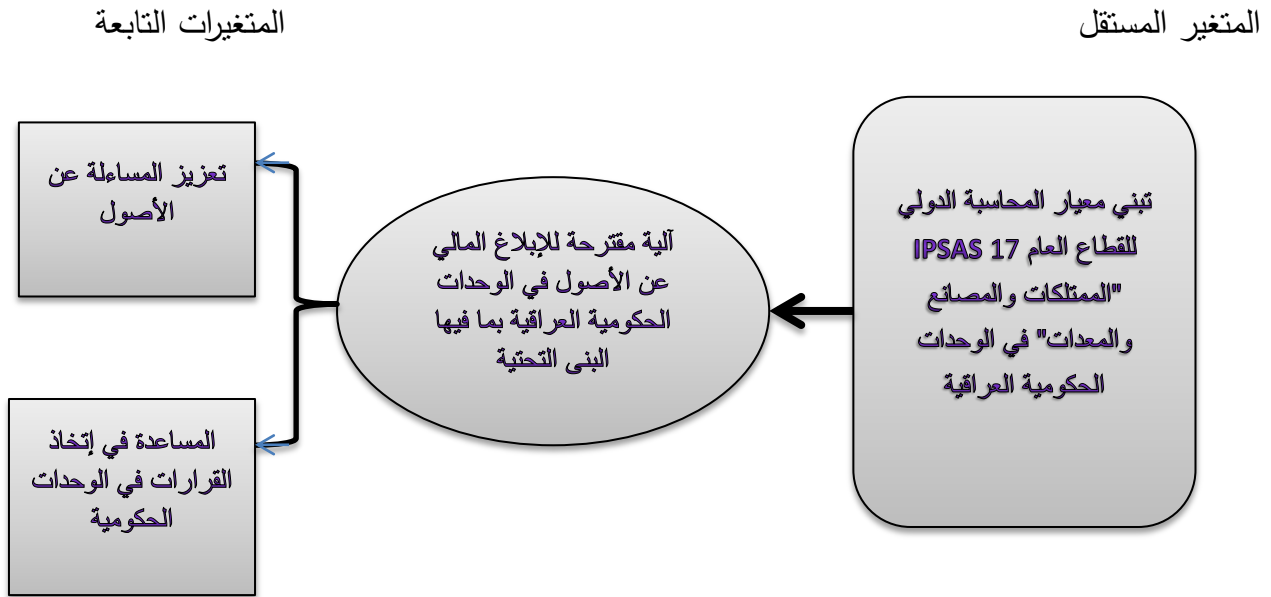 المتغير المستقل
المتغيرات التابعة
تبني معيار المحاسبة الدولي
للقطاع العام IPSAS 17
"الممتلكات والمصانع
والمعدات" في الوحدات
الحكومية العراقية
آلية مقترحة للإبلاغ المالي
عن الأصول في الوحدات
الحكومية العراقية بما فيها
البنى التحتية
تعزيز المساءلة عن
الأصول
المساعدة في إتخاذ
القرارات في الوحدات
الحكومية